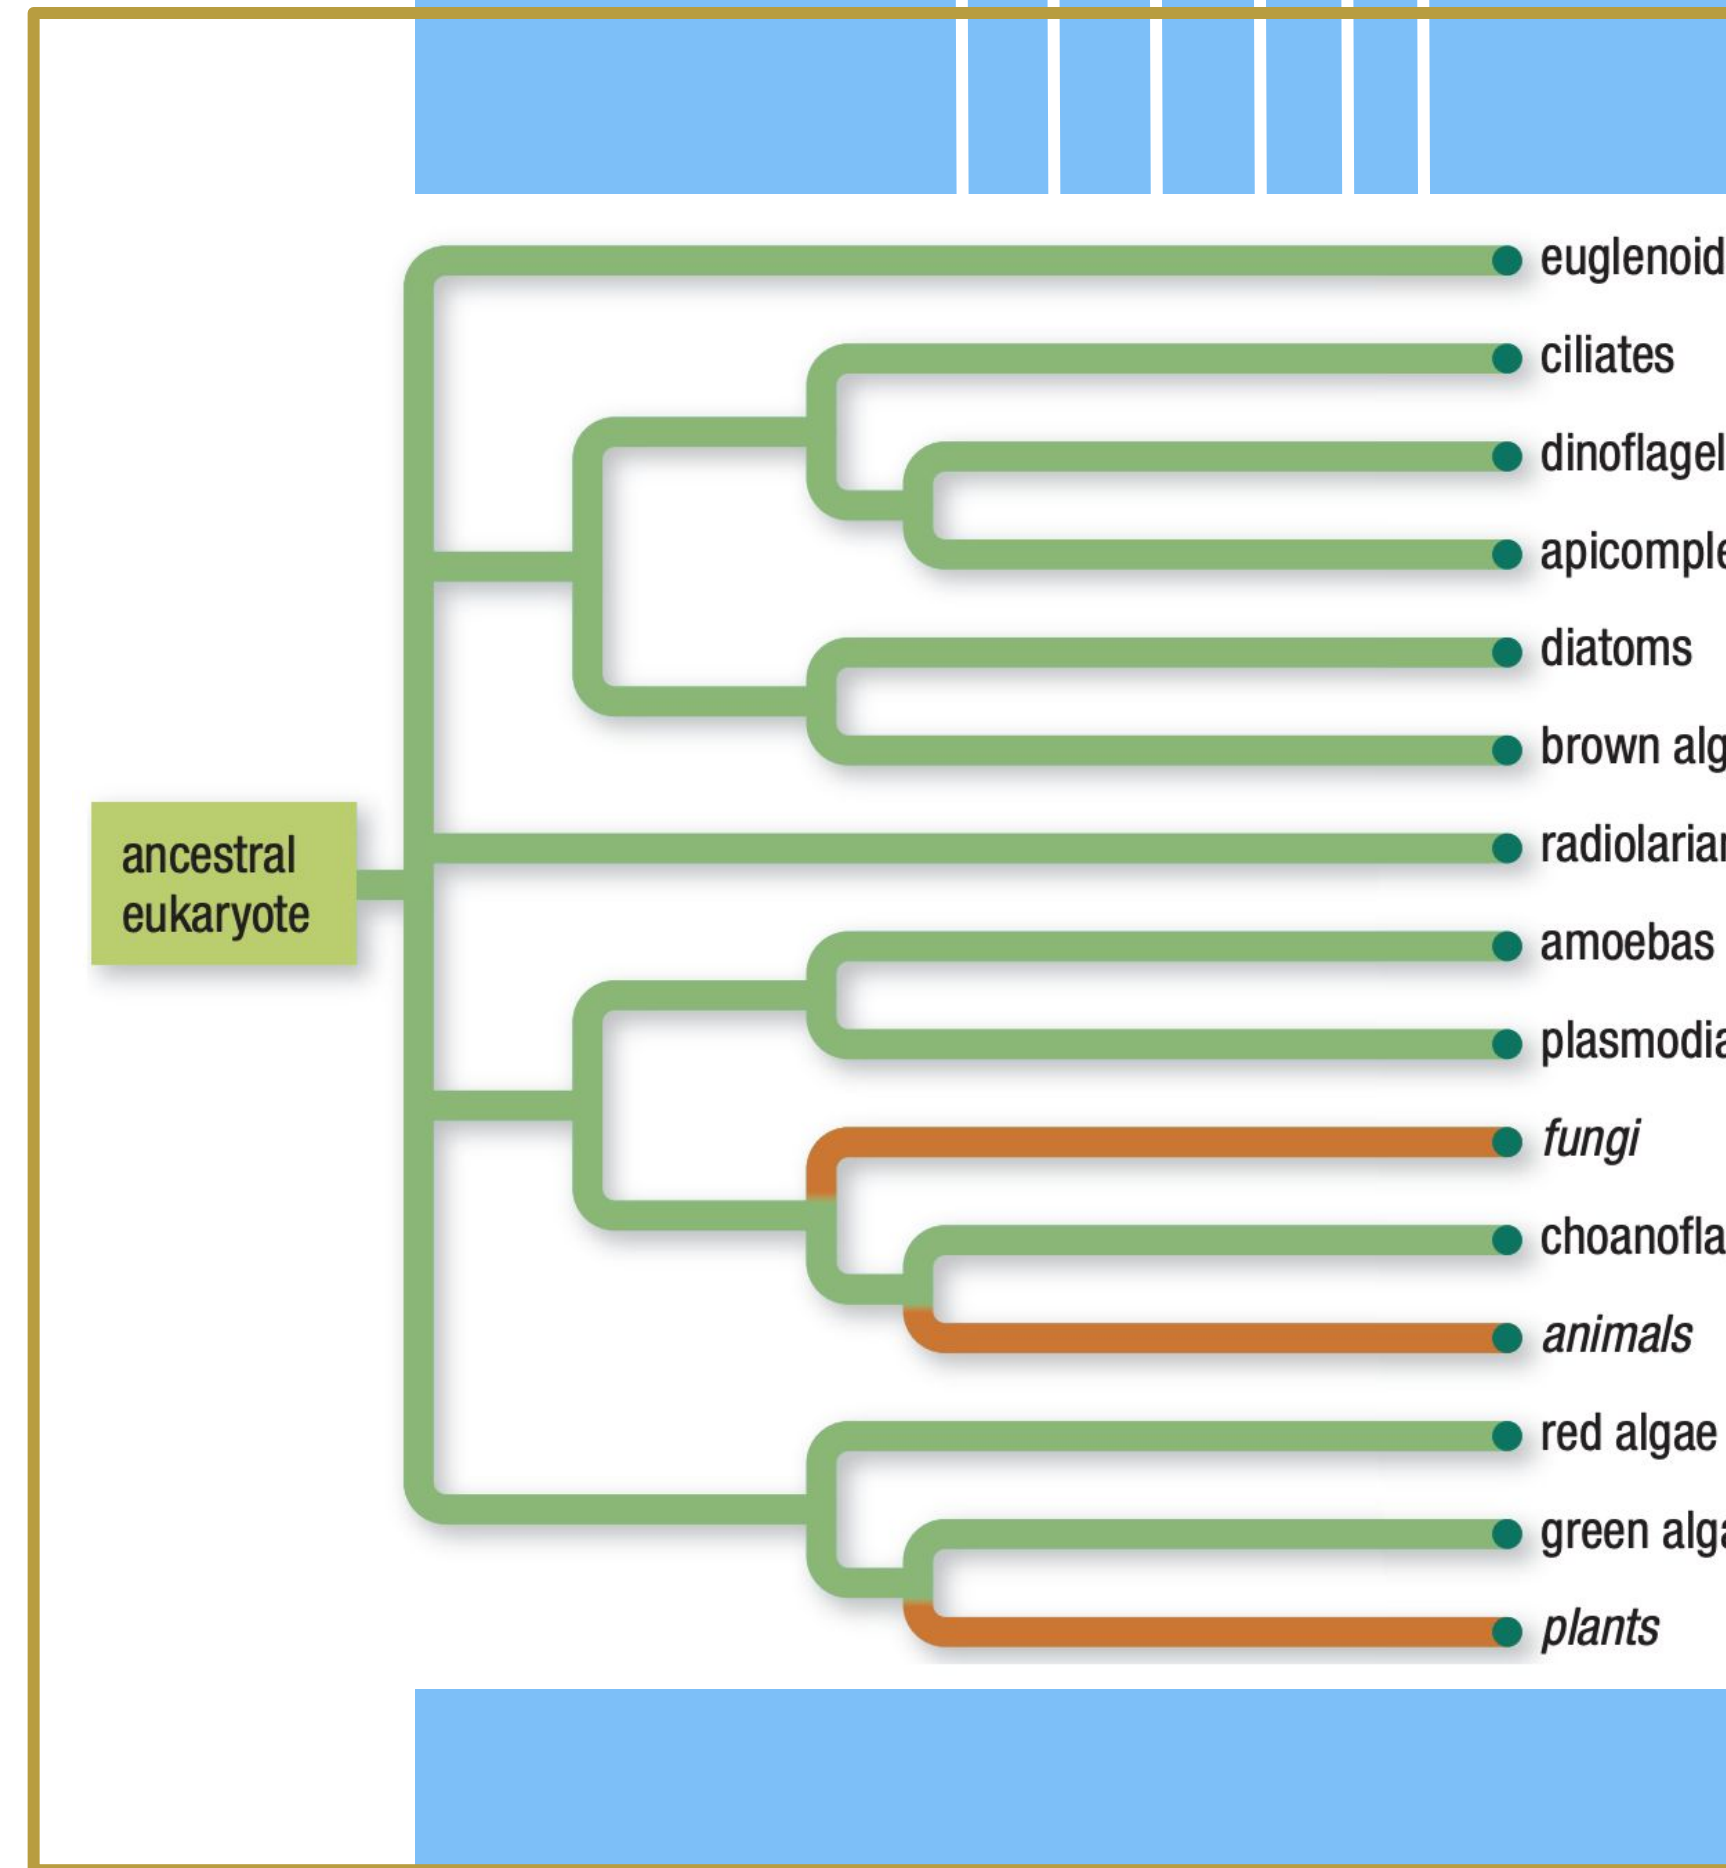 euglenoid
ciliates
dinoflagel
apicomple
diatoms
brown alg
radiolarian
ancestral
eukaryote
amoebas
plasmodia
fungi
choanofla
animals
red algae
green alga
plants